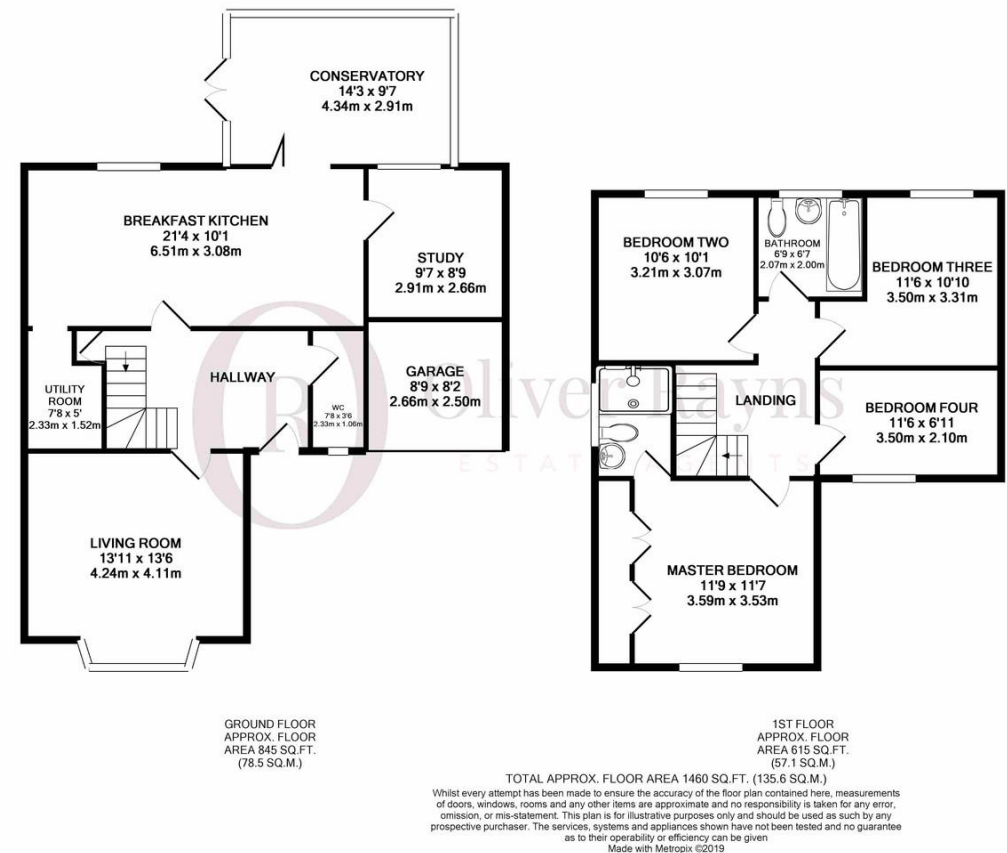 CONSERVATORY
14'3 x 9'7
4.34m x 2.91m
BREAKFAST KITCHEN
21'4 x 10'1
6.51m x 3.08m
STUDY
9'7 x 8'9
2.91m x 2.66m
UTILITY
ROOM
7'8 x 5'
2.33m x 1.52m
HALLWAY
WC
7'8 x 3'6
2.33m x 1.06m
GARAGE
8'9 x 8'2
2.66m x 2.50m
LIVING ROOM
13'11 x 13'6
4.24m x 4.11m
BEDROOM TWO
10'6 x 10'1
3.21m x 3.07m
BATHROOM
6'9 x 6'7
2.07m x 2.00m
BEDROOM THREE
11'6 x 10'10
3.50m x 3.31m
LANDING
BEDROOM FOUR
11'6 x 6'11
3.50m x 2.10m
MASTER BEDROOM
11'9 x 11'7
3.59m x 3.53m
OR
Oliver Rayns
ESTATE AGENTS
GROUND FLOOR
APPROX. FLOOR
AREA 845 SQ.FT.
(78.5 SQ.M.)
1ST FLOOR
APPROX. FLOOR
AREA 615 SQ.FT.
(57.1 SQ.M.)
TOTAL APPROX. FLOOR AREA 1460 SQ.FT. (135.6 SQ.M.)
Whilst every attempt has been made to ensure the accuracy of the floor plan contained here, measurements
of doors, windows, rooms and any other items are approximate and no responsibility is taken for any error,
omission, or mis-statement. This plan is for illustrative purposes only and should be used as such by any
prospective purchaser. The services, systems and appliances shown have not been tested and no guarantee
as to their operability or efficiency can be given
Made with Metropix ©2019